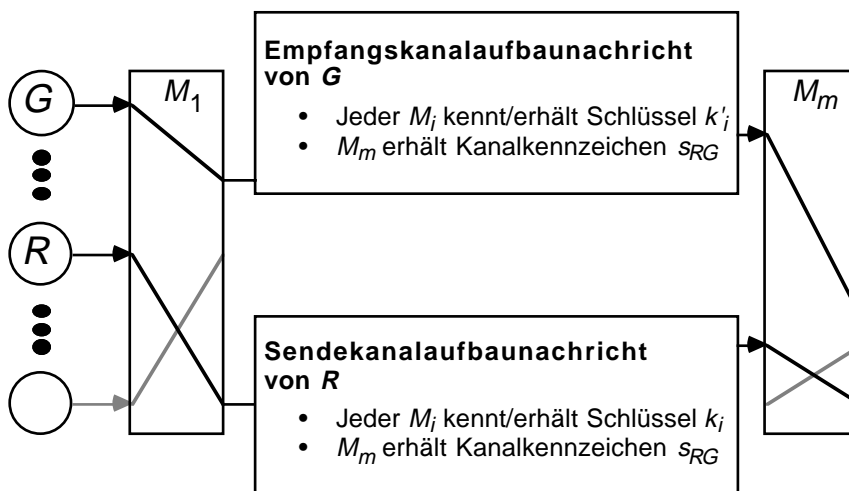 G
M1
Empfangskanalaufbaunachricht
von G
• Jeder Mi kennt/erhält Schlüssel k'i
• Mm erhält Kanalkennzeichen sRG
Mm
R
Sendekanalaufbaunachricht
von R
• Jeder Mi kennt/erhält Schlüssel ki
• Mm erhält Kanalkennzeichen sRG